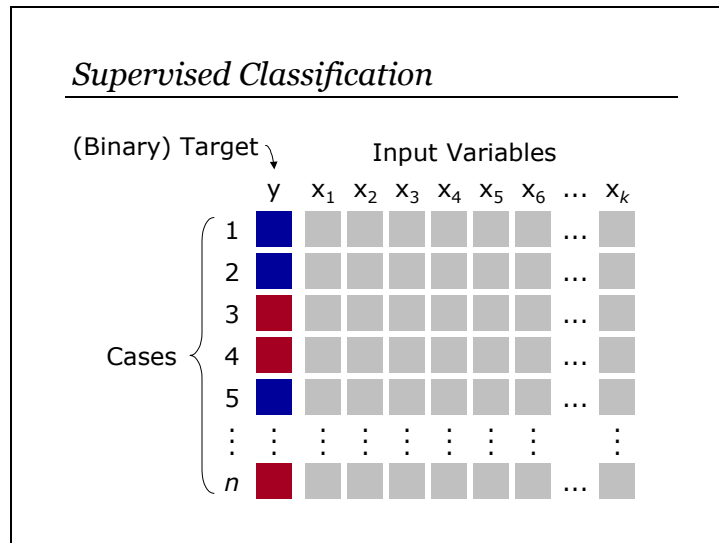 Supervised Classification
(Binary) Target
Input Variables
y x₁ x₂ x₃ x₄ x₅ x₆ ... xₖ
1 ...
2 ...
3 ...
Cases 4 ...
5 ...
⋮ ⋮ ⋮ ⋮ ⋮ ⋮ ⋮ ⋮ ⋮
n ...